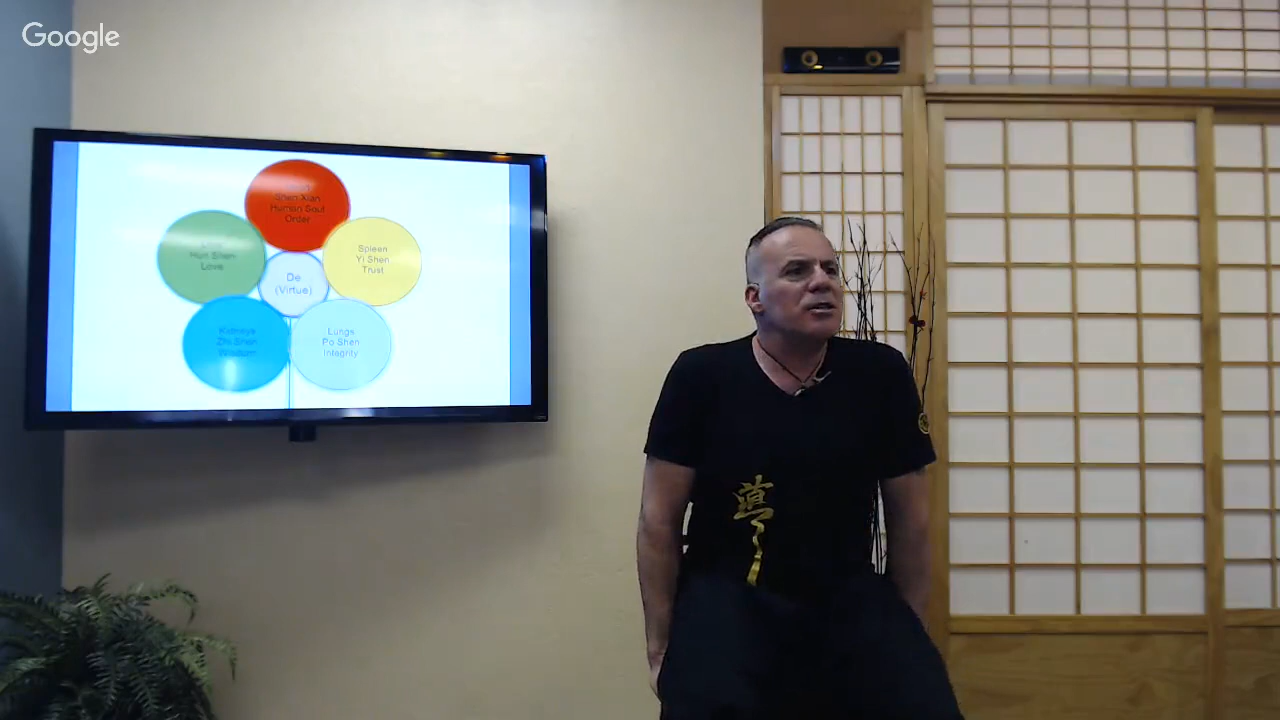 Google
Shen Xian
Human Soul
Order
Hun Shen
Love
Spleen
Yi Shen
Trust
De
(Virtue)
Kidneys
Zhi Shen
Wisdom
Lungs
Po Shen
Integrity